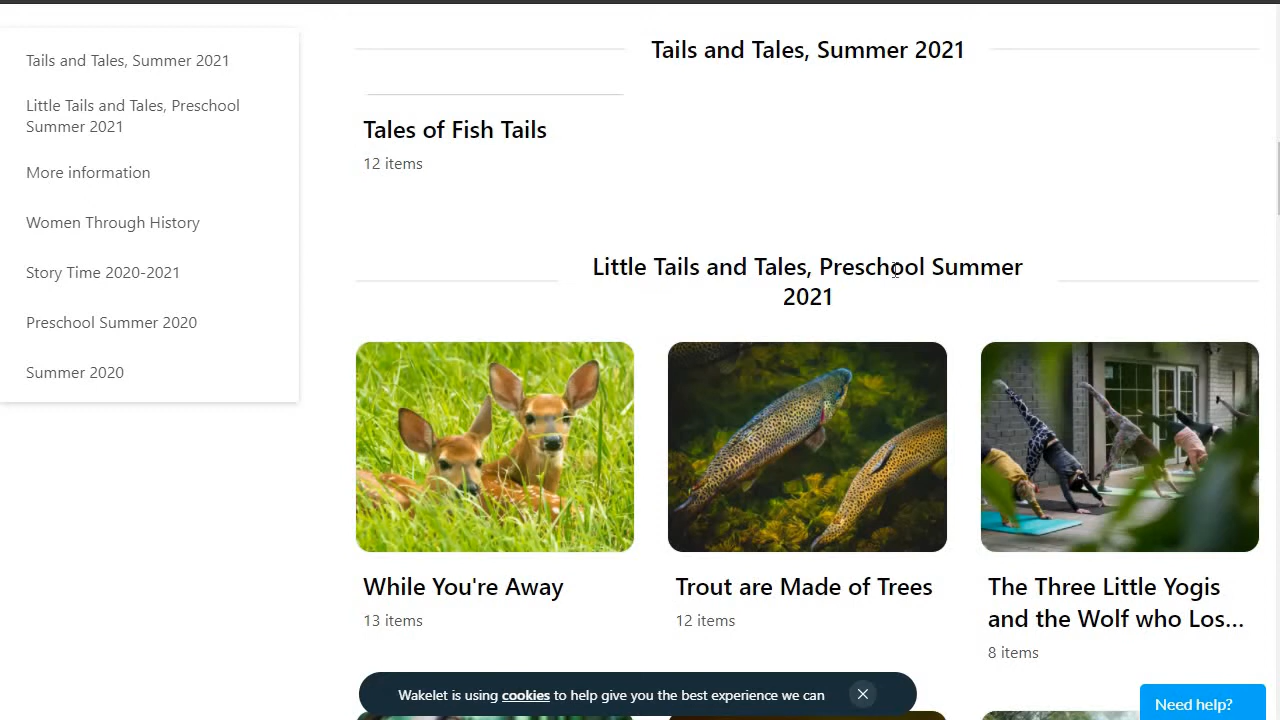 Tails and Tales, Summer 2021
Little Tails and Tales, Preschool
Summer 2021
More information
Women Through History
Story Time 2020-2021
Preschool Summer 2020
Summer 2020
Tails and Tales, Summer 2021
Tales of Fish Tails
12 items
Little Tails and Tales, Preschool Summer
2021
While You're Away
13 items
Trout are Made of Trees
12 items
The Three Little Yogis
and the Wolf who Los...
8 items
Wakelet is using cookies to help give you the best experience we can
Need help?